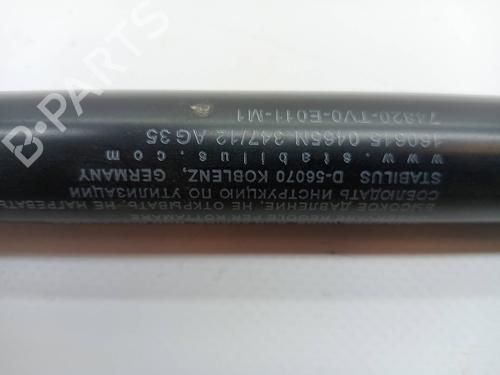 ВЫСОКОЕ ДАВЛЕНИЕ, НЕ ОТКРЫВАТЬ, НЕ НАГРЕВАТЬ
СОБЛЮДАТЬ ИНСТРУКЦИЮ ПО УТИЛИЗАЦИИ
STABILUS D-56070 KOBLENZ, GERMANY
www.stabilus.com
160615 0465N 347/12 AG35
74820-TV0-E011-M1
B-PARTS